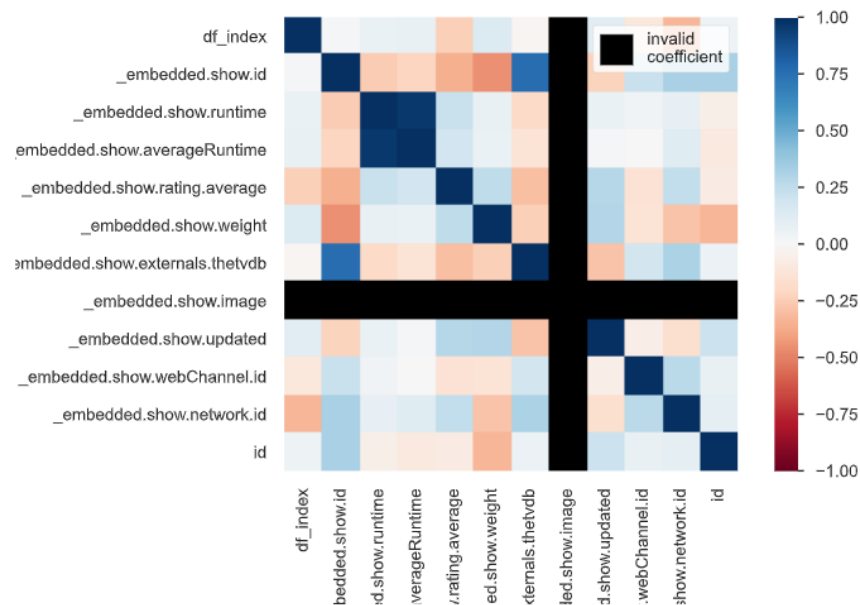 df_index
_embedded.show.id
_embedded.show.runtime
_embedded.show.averageRuntime
_embedded.show.rating.average
_embedded.show.weight
embedded.show.externals.thetvdb
_embedded.show.image
_embedded.show.updated
_embedded.show.webChannel.id
_embedded.show.network.id
id
invalid
coefficient
1.00
0.75
0.50
0.25
0.00
−0.25
−0.50
−0.75
−1.00
df_index
bedded.show.id
ed.show.runtime
averageRuntime
v.rating.average
ed.show.weight
xternals.thetvdb
ded.show.image
d.show.updated
.webChannel.id
show.network.id
id